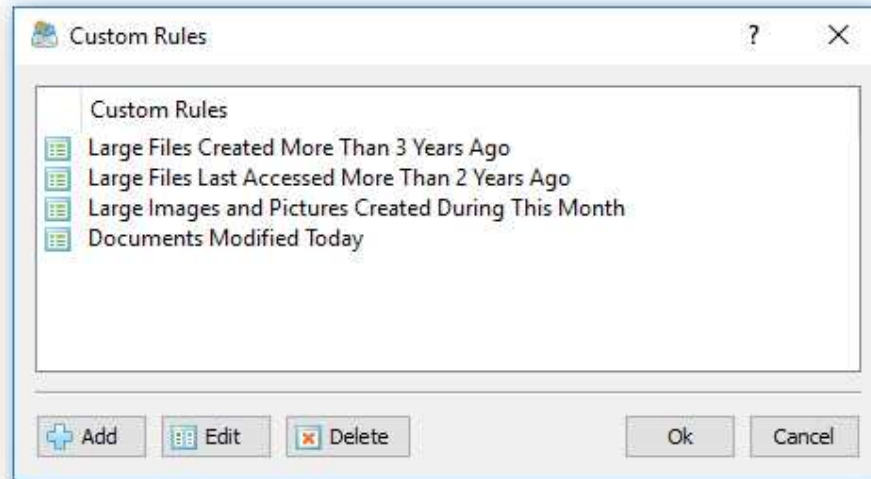 Custom Rules ?
Custom Rules
Large Files Created More Than 3 Years Ago
Large Files Last Accessed More Than 2 Years Ago
Large Images and Pictures Created During This Month
Documents Modified Today
Add Edit Delete Ok Cancel